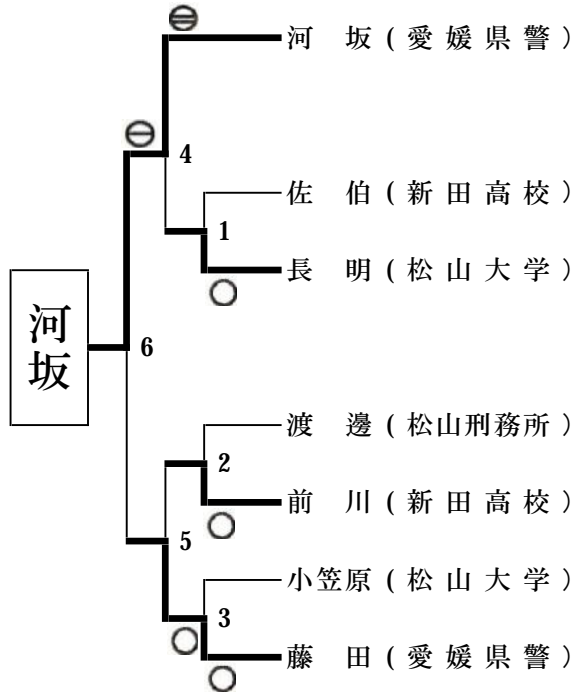 河 坂 ( 愛 媛 県 警 )
4
佐 伯 ( 新 田 高 校 )
1
長 明 ( 松 山 大 学 )
河坂
6
渡 邊 ( 松山刑務所 )
2
前 川 ( 新 田 高 校 )
5
小笠原 ( 松 山 大 学 )
3
藤 田 ( 愛 媛 県 警 )